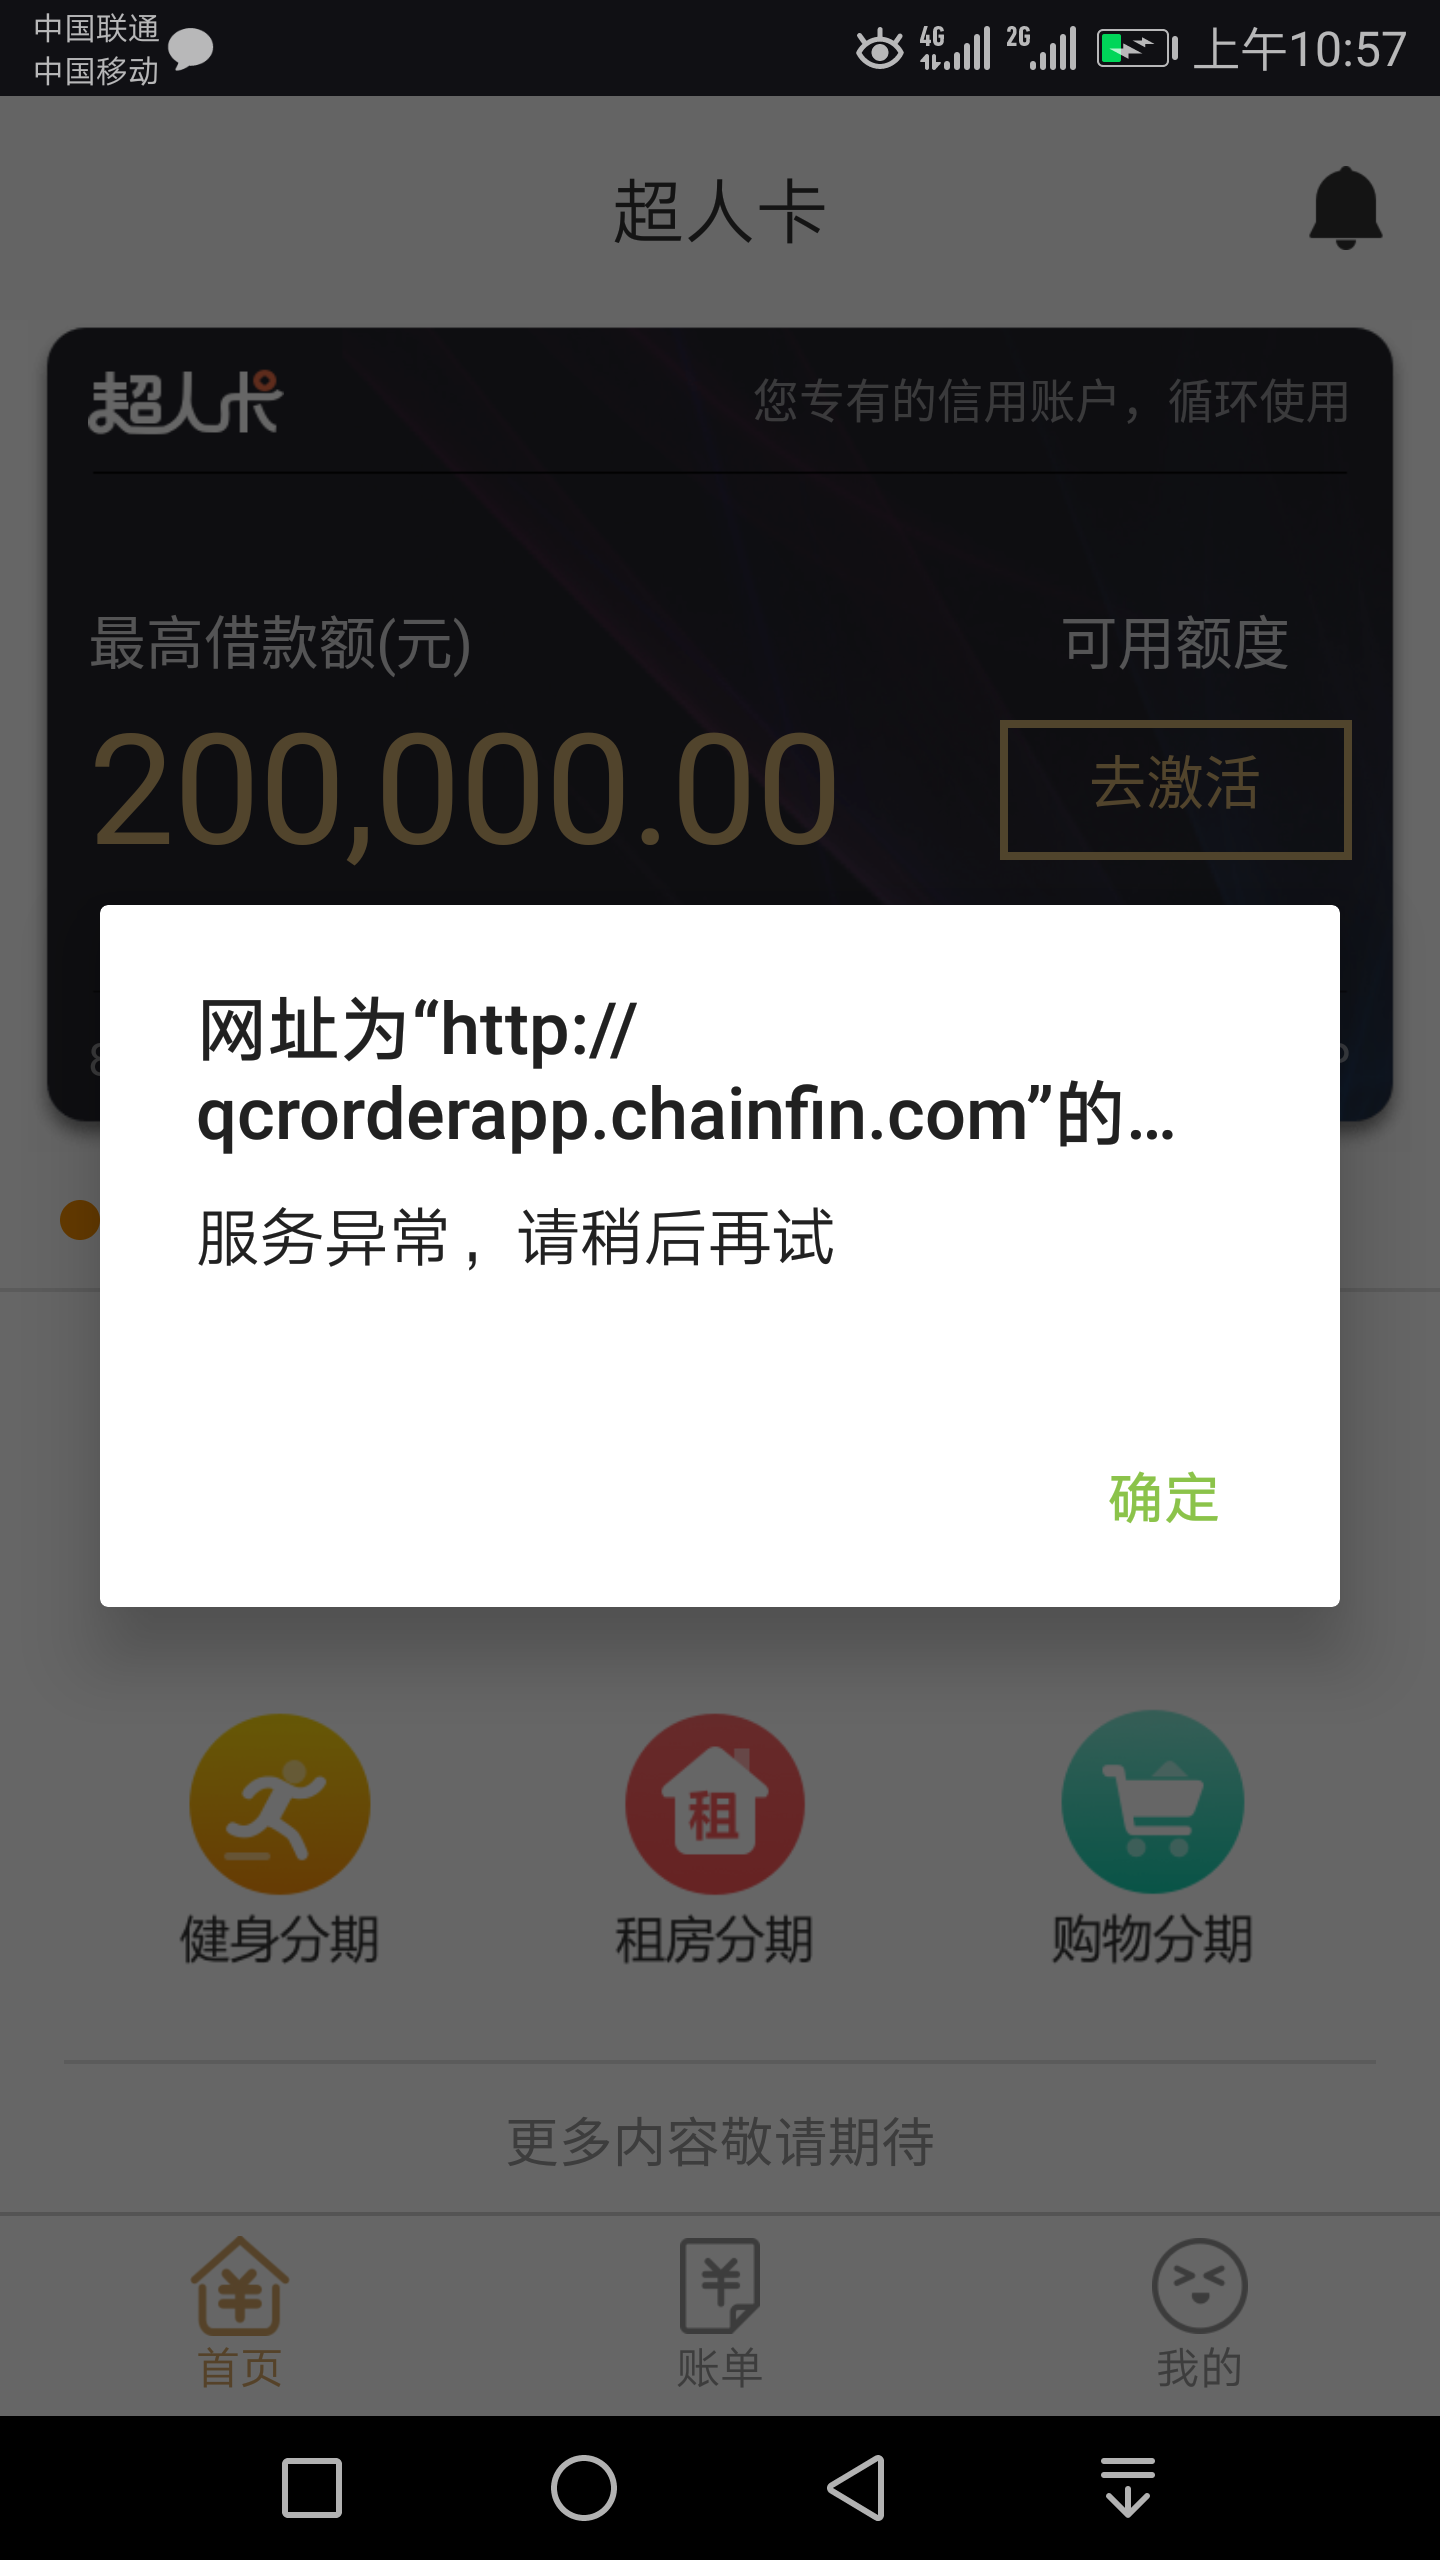 中国联通
中国移动
4G
2G
上午10:57
超人卡
超人卡
您专有的信用账户，循环使用
最高借款额(元)
可用额度
200,000.00
去激活
网址为“http://
qcrorderapp.chainfin.com”的...
服务异常，请稍后再试
确定
租
健身分期
租房分期
购物分期
更多内容敬请期待
首页
账单
我的